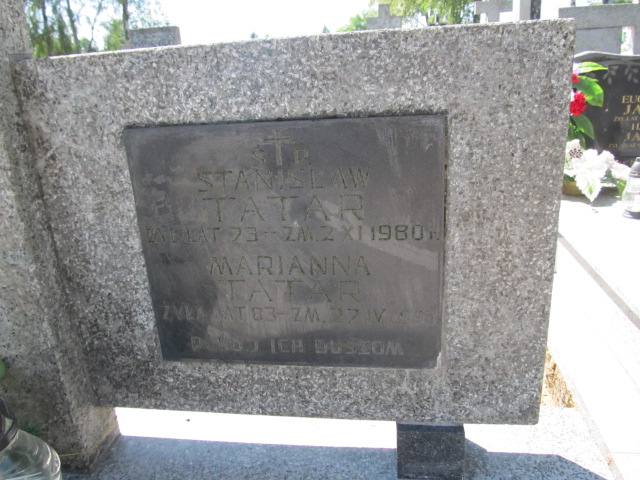 Ś P
STANISŁAW
TATAR
ŻYŁ LAT 73 – ZM. 2 XI 1980 r.
MARIANNA
TATAR
ŻYŁA LAT 83 – ZM. 27 IV
POKÓJ ICH DUSZOM